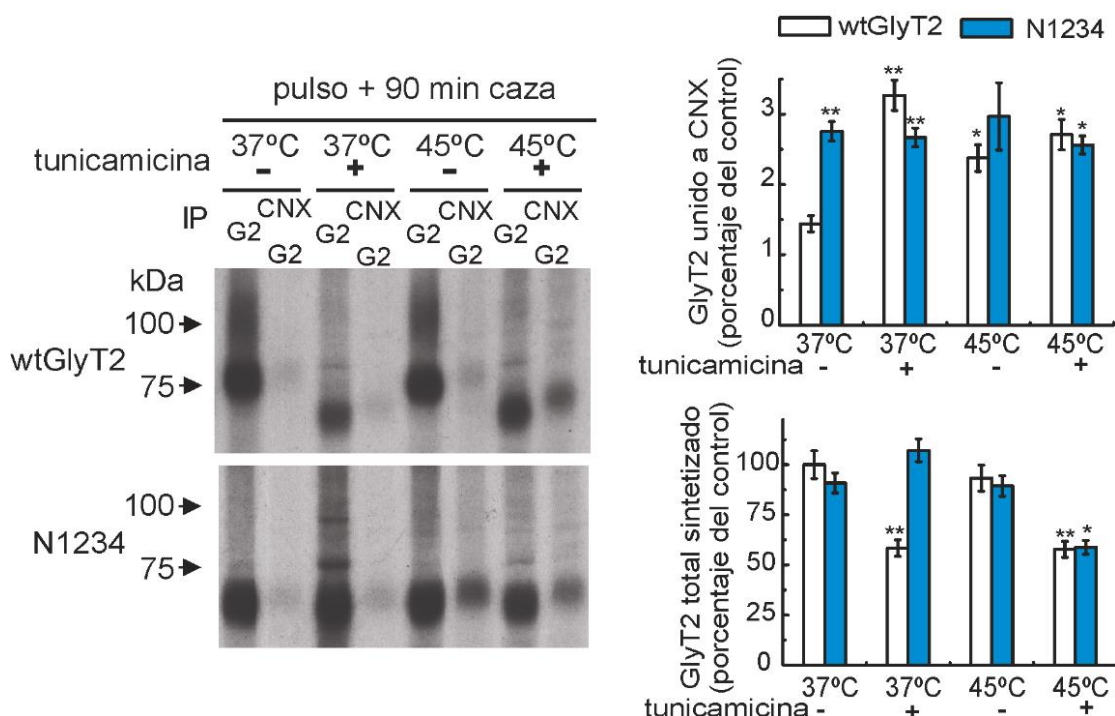 pulso + 90 min caza
37ºC 37ºC 45ºC 45ºC
tunicamicina - + - +
IP G2 CNX G2 G2 CNX G2 G2 CNX G2 G2 CNX G2
kDa
100
wtGlyT2
75
100
N1234
75
wtGlyT2 N1234
GlyT2 unido a CNX
(porcentaje del control)
3
2
1
0
** ** ** * * *
37ºC 37ºC 45ºC 45ºC
tunicamicina - + - +
GlyT2 total sintetizado
(porcentaje del control)
100
75
50
25
0
** ** *
37ºC 37ºC 45ºC 45ºC
tunicamicina - + - +